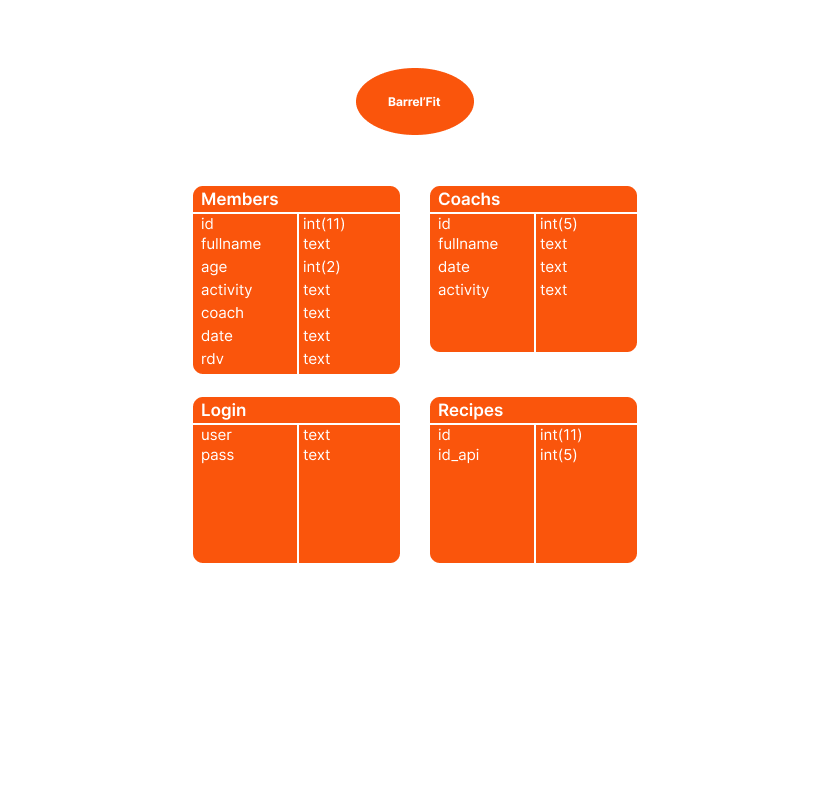 Barrel'Fit
Members
id int(11)
fullname text
age int(2)
activity text
coach text
date text
rdv text
Coachs
id int(5)
fullname text
date text
activity text
Login
user text
pass text
Recipes
id int(11)
id_api int(5)